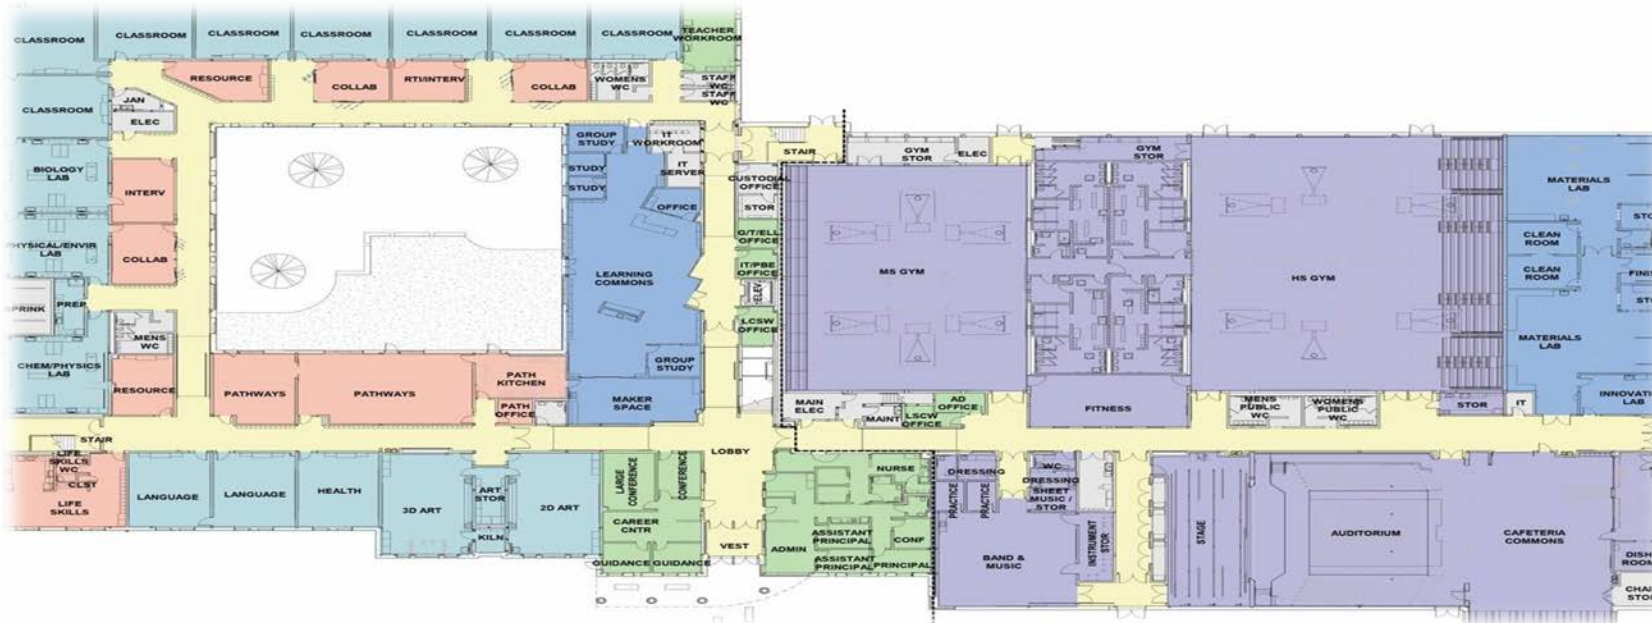 CLASSROOM
CLASSROOM
CLASSROOM
CLASSROOM
CLASSROOM
CLASSROOM
CLASSROOM
TEACHER
WORKROOM
RESOURCE
COLLAB
RTI/INTERV
COLLAB
WOMENS
WC
STAFF
WC
STAFF
WC
CLASSROOM
JAN
ELEC
GROUP
STUDY
IT
WORKROOM
STAIR
GYM
STOR
ELEC
GYM
STOR
BIOLOGY
LAB
INTERV
STUDY
STUDY
IT
SERVER
OFFICE
CUSTODIAL
OFFICE
STOR
MATERIALS
LAB
PHYSICAL/ENVIR
LAB
COLLAB
G/T/ELL
OFFICE
IT/PBE
OFFICE
ELEV
LEARNING
COMMONS
MS GYM
HS GYM
CLEAN
ROOM
CLEAN
ROOM
SPRINK
PREP
MENS
WC
LCSW
OFFICE
MATERIALS
LAB
CHEM/PHYSICS
LAB
RESOURCE
PATHWAYS
PATHWAYS
PATH
KITCHEN
PATH
OFFICE
GROUP
STUDY
MAKER
SPACE
MAIN
ELEC
MAINT
LSCW
OFFICE
AD
OFFICE
FITNESS
MENS
PUBLIC
WC
WOMENS
PUBLIC
WC
STOR
IT
INNOVATI
LAB
STAIR
LIFE
SKILLS
WC
CLST
LIFE
SKILLS
LANGUAGE
LANGUAGE
HEALTH
3D ART
ART
STOR
KILN
2D ART
LARGE
CONFERENCE
CONFERENCE
CAREER
CNTR
GUIDANCE
GUIDANCE
LOBBY
VEST
ADMIN
NURSE
ASSISTANT
PRINCIPAL
ASSISTANT
PRINCIPAL
CONF
PRINCIPAL
DRESSING
PRACTICE
PRACTICE
WC
DRESSING
SHEET
MUSIC /
STOR
BAND &
MUSIC
INSTRUMENT
STOR
STAGE
AUDITORIUM
CAFETERIA
COMMONS
DISH
ROOM